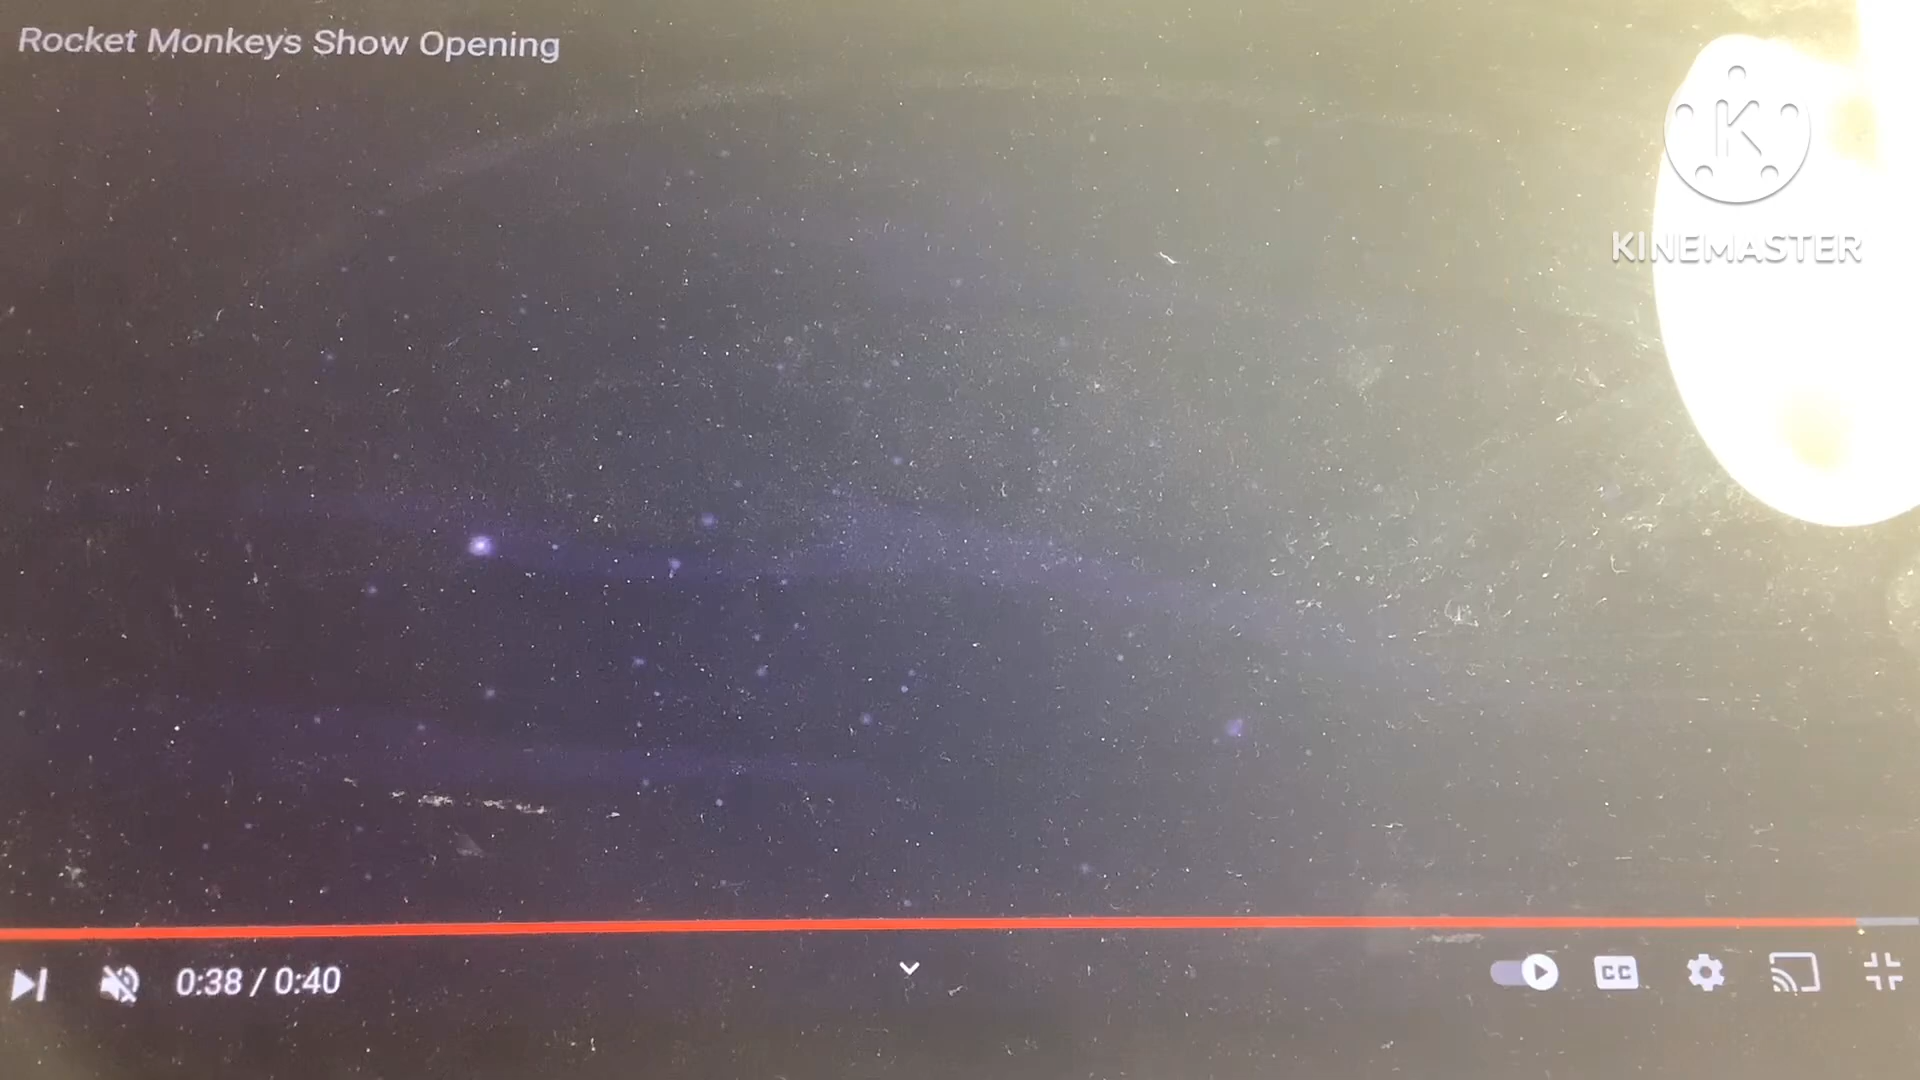 Rocket Monkeys Show Opening
K
KINEMASTER
0:38 / 0:40
CC